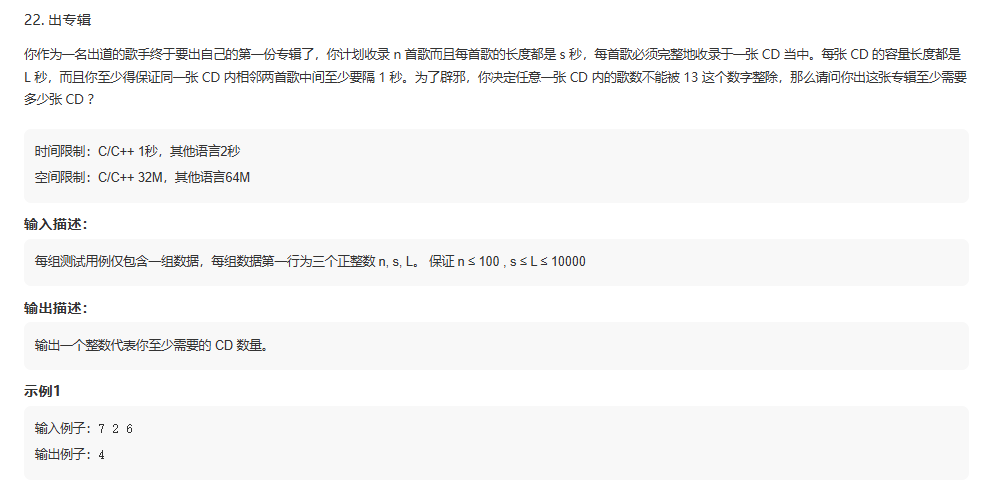 22. 出专辑
你作为一名出道的歌手终于要出自己的第一份专辑了，你计划收录 n 首歌而且每首歌的长度都是 s 秒，每首歌必须完整地收录于一张 CD 当中。每张 CD 的容量长度都是
L 秒，而且你至少得保证同一张 CD 内相邻两首歌中间至少要隔 1 秒。为了辟邪，你决定任意一张 CD 内的歌数不能被 13 这个数字整除，那么请问你出这张专辑至少需要
多少张 CD ？
时间限制：C/C++ 1秒，其他语言2秒
空间限制：C/C++ 32M，其他语言64M
输入描述：
每组测试用例仅包含一组数据，每组数据第一行为三个正整数 n, s, L。 保证 n ≤ 100 , s ≤ L ≤ 10000
输出描述：
输出一个整数代表你至少需要的 CD 数量。
示例1
输入例子：7 2 6
输出例子：4